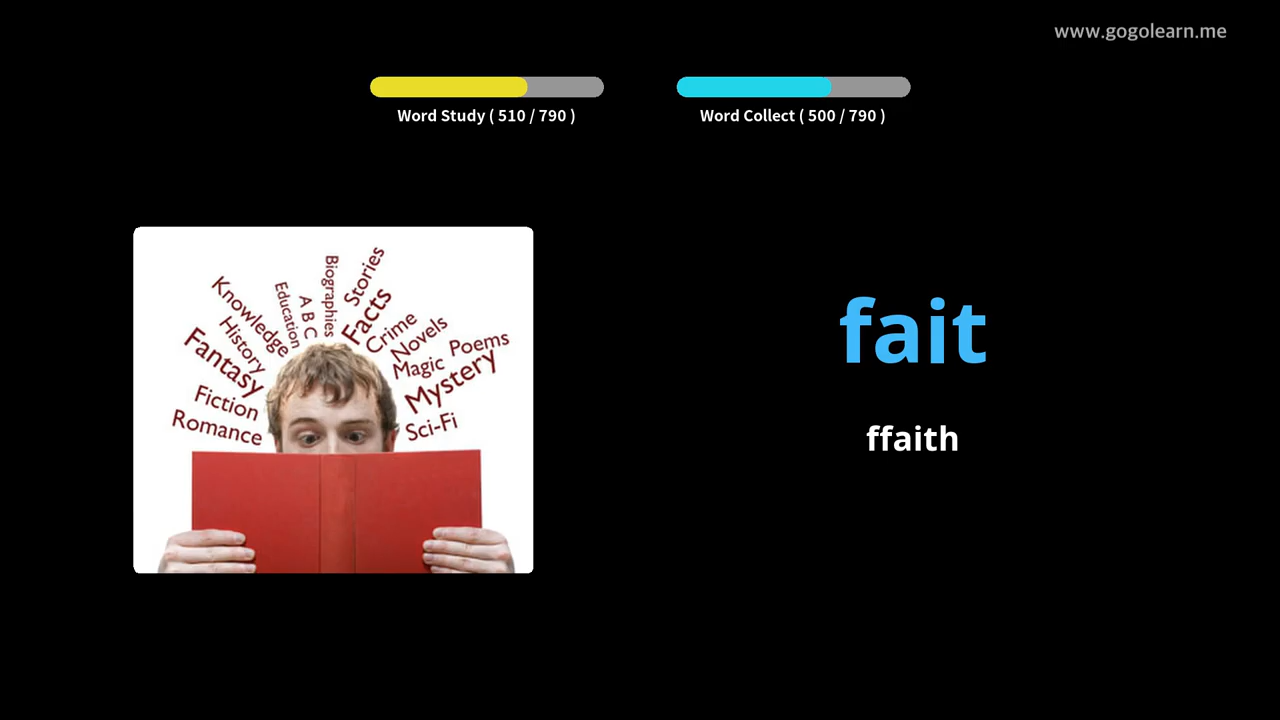 www.gogolearn.me
Word Study ( 510 / 790 )
Word Collect ( 500 / 790 )
Stories
Biographies
Facts
A B C
Education
Knowledge
Crime
Novels
History
Poems
Magic
Fantasy
Mystery
Fiction
Romance
Sci-Fi
fait
ffaith